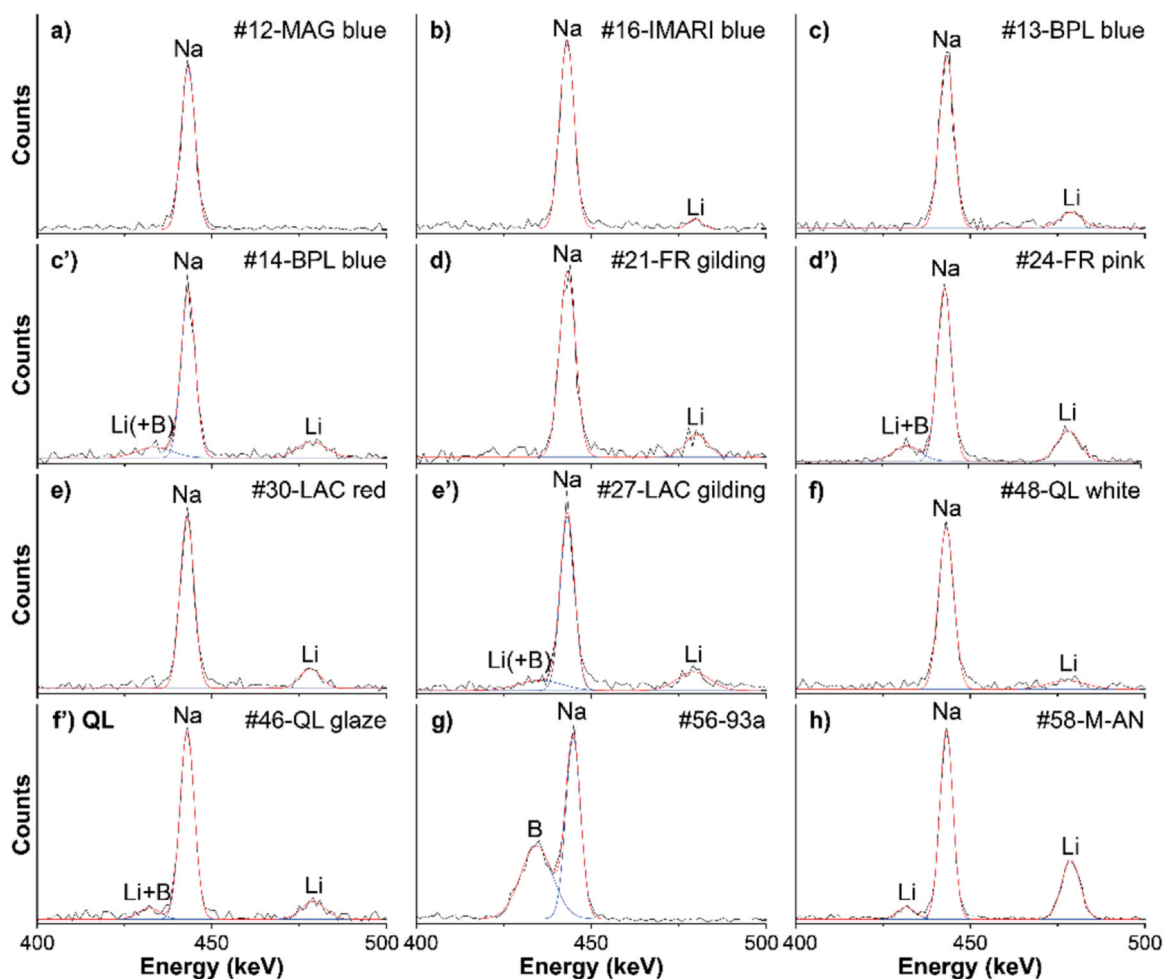 a) #12-MAG blue
Na
b) #16-IMARI blue
Na
Li
c) #13-BPL blue
Na
Li
Counts
c') #14-BPL blue
Na
Li(+B)
Li
d) #21-FR gilding
Na
Li
d') #24-FR pink
Na
Li+B
Li
Counts
e) #30-LAC red
Na
Li
e') #27-LAC gilding
Na
Li(+B)
Li
f) #48-QL white
Na
Li
Counts
f') QL #46-QL glaze
Na
Li+B
Li
g) #56-93a
Na
B
h) #58-M-AN
Na
Li
Li
Counts
400 450 500
400 450 500
400 450 500
Energy (keV)
Energy (keV)
Energy (keV)